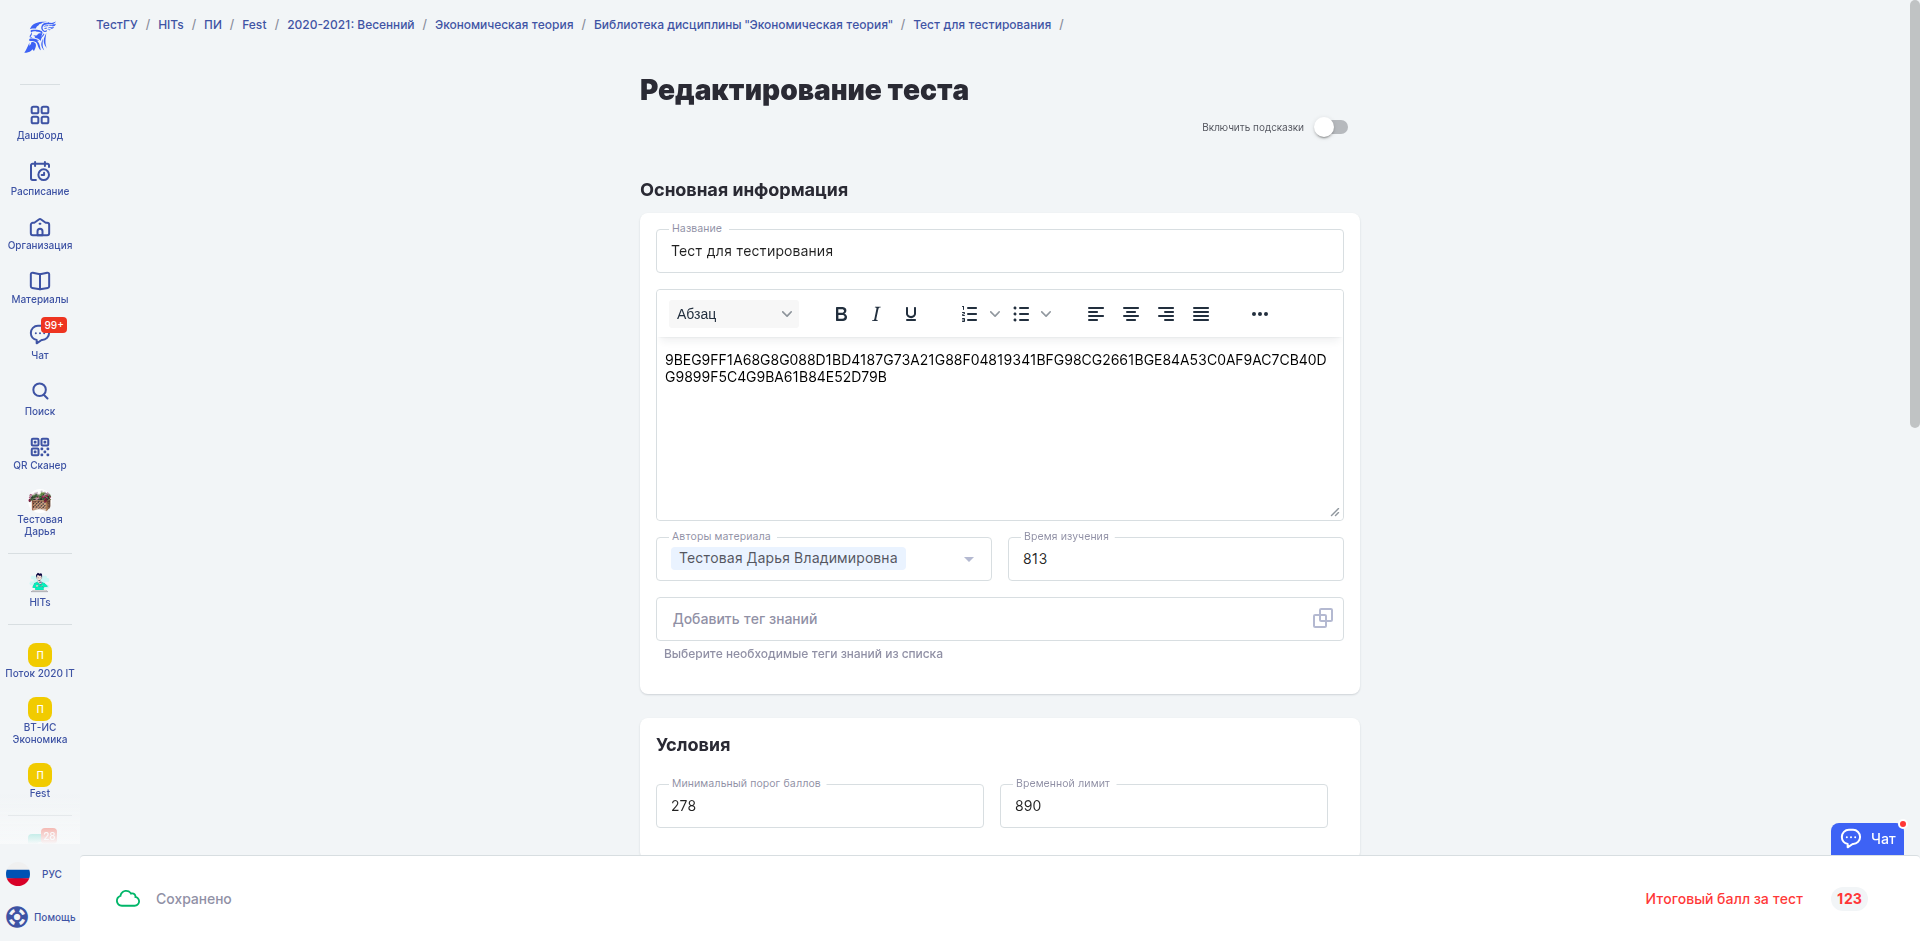 ТестГУ / HITs / ПИ / Fest / 2020-2021: Весенний / Экономическая теория / Библиотека дисциплины "Экономическая теория" / Тест для тестирования /
Дашборд
Расписание
Организация
Материалы
99+
Чат
Поиск
QR Сканер
Тестовая
Дарья
HITs
П
Поток 2020 IT
П
ВТ-ИС
Экономика
П
Fest
28
РУС
Помощь
Редактирование теста
Включить подсказки
Основная информация
Название
Тест для тестирования
Абзац
9BEG9FF1A68G8G088D1BD4187G73A21G88F04819341BFG98CG2661BGE84A53C0AF9AC7CB40D
G9899F5C4G9BA61B84E52D79B
Авторы материала
Тестовая Дарья Владимировна
Время изучения
813
Добавить тег знаний
Выберите необходимые теги знаний из списка
Условия
Минимальный порог баллов
278
Временной лимит
890
Чат
Сохранено
Итоговый балл за тест 123